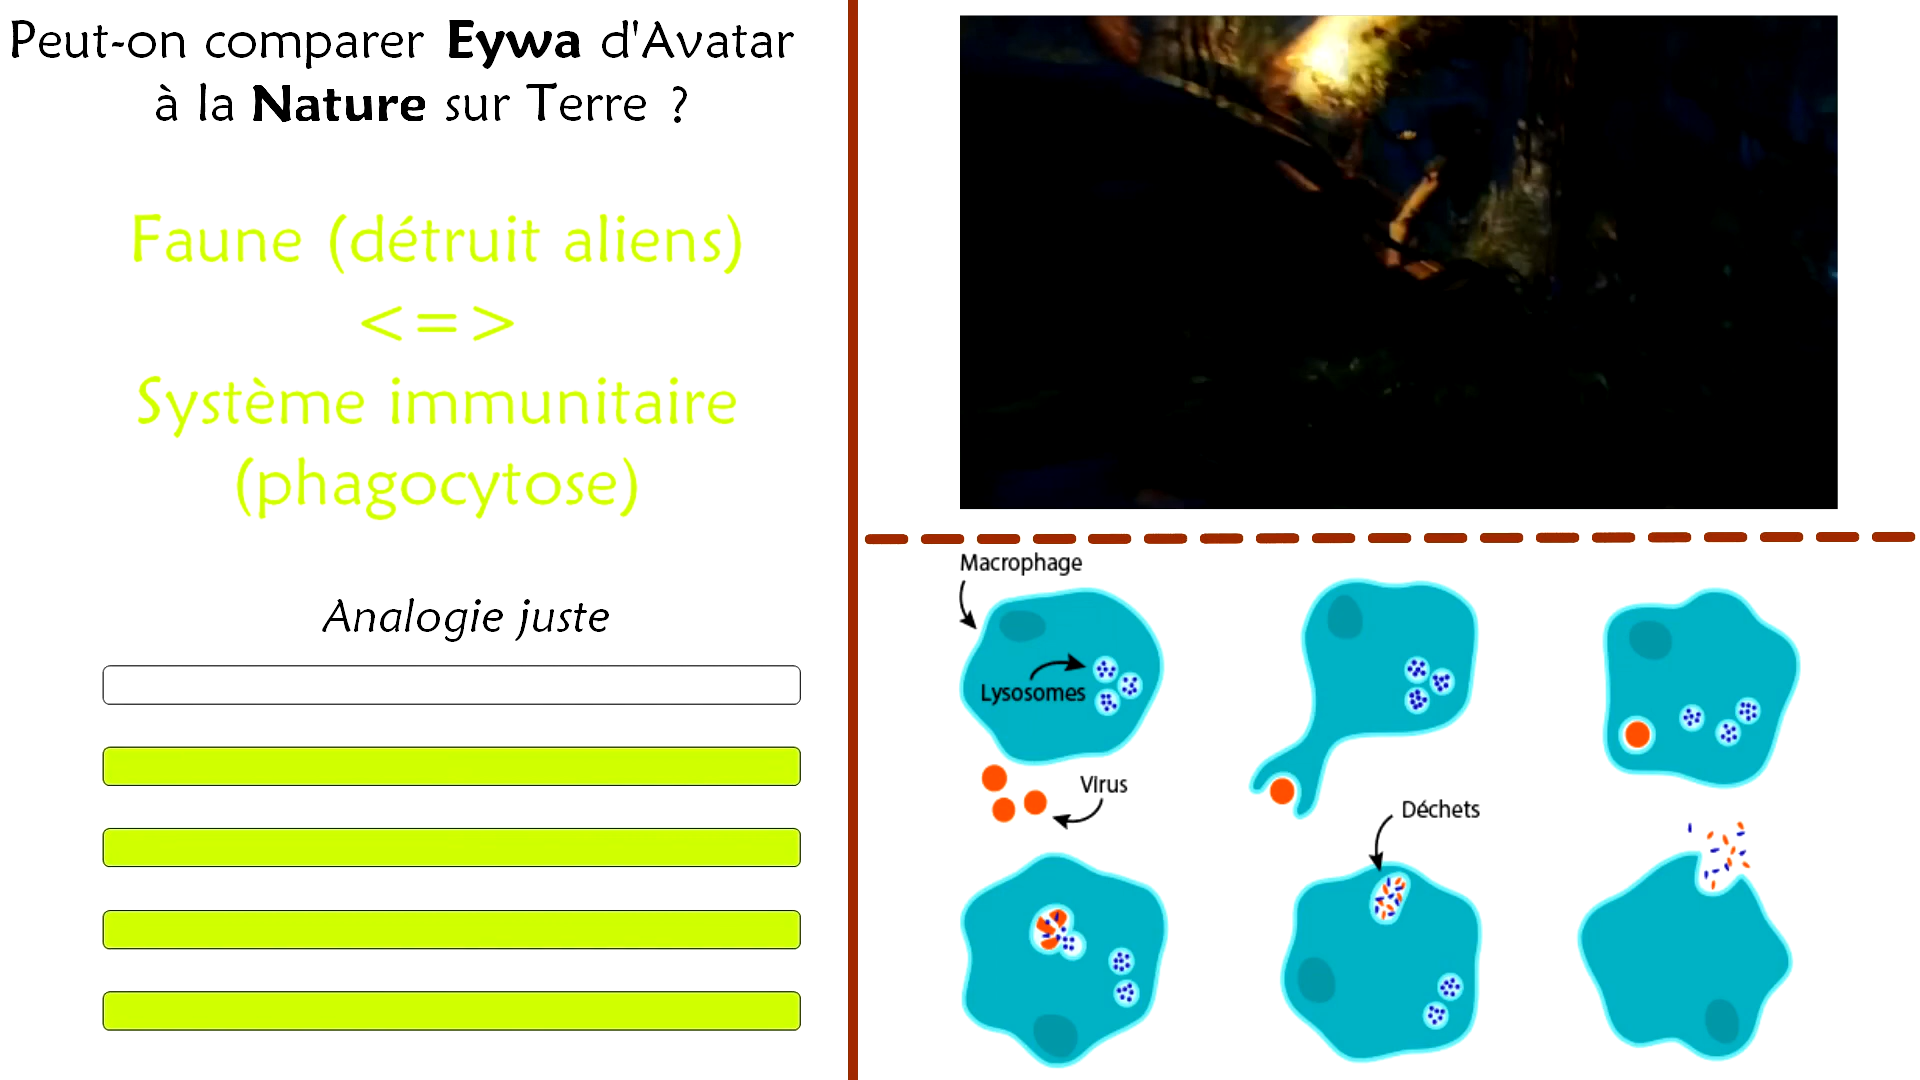 Peut-on comparer Eywa d'Avatar
à la Nature sur Terre ?
Faune (détruit aliens)
<=>
Système immunitaire
(phagocytose)
Analogie juste
Macrophage
Lysosomes
VIrus
Déchets